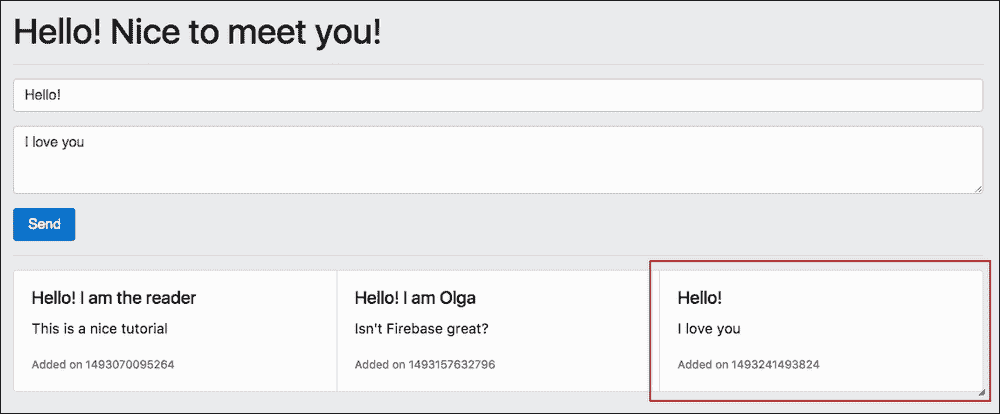 Hello! Nice to meet you!
Hello!
I love you
Send
Hello! I am the reader
This is a nice tutorial
Added on 1493070095264
Hello! I am Olga
Isn't Firebase great?
Added on 1493157632796
Hello!
I love you
Added on 1493241493824